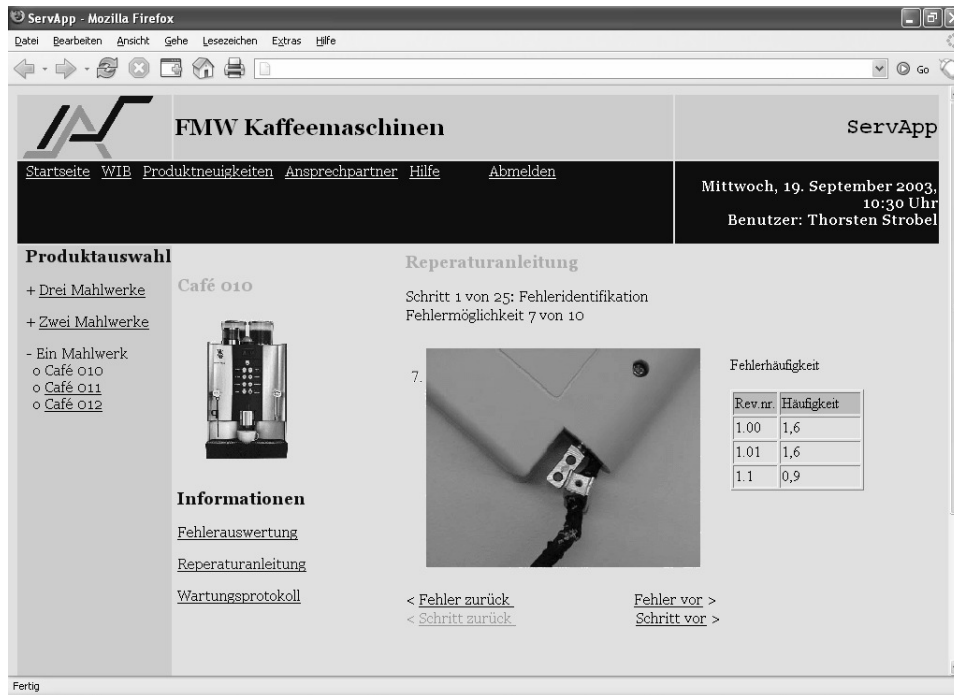 ServApp - Mozilla Firefox
Datei Bearbeiten Ansicht Gehe Lesezeichen Extras Hilfe
Go
FMW Kaffeemaschinen
ServApp
Startseite WIB Produktneuigkeiten Ansprechpartner Hilfe Abmelden
Mittwoch, 19. September 2003,
10:30 Uhr
Benutzer: Thorsten Strobel
Produktauswahl
+ Drei Mahlwerke
+ Zwei Mahlwerke
- Ein Mahlwerk
o Café 010
o Café 011
o Café 012
Café 010
Informationen
Fehlerauswertung
Reperaturanleitung
Wartungsprotokoll
Reperaturanleitung
Schritt 1 von 25: Fehleridentifikation
Fehlermöglichkeit 7 von 10
7.
Fehlerhäufigkeit
Rev.nr. Häufigkeit
1.00 1,6
1.01 1,6
1.1 0,9
< Fehler zurück Fehler vor >
< Schritt zurück Schritt vor >
Fertig